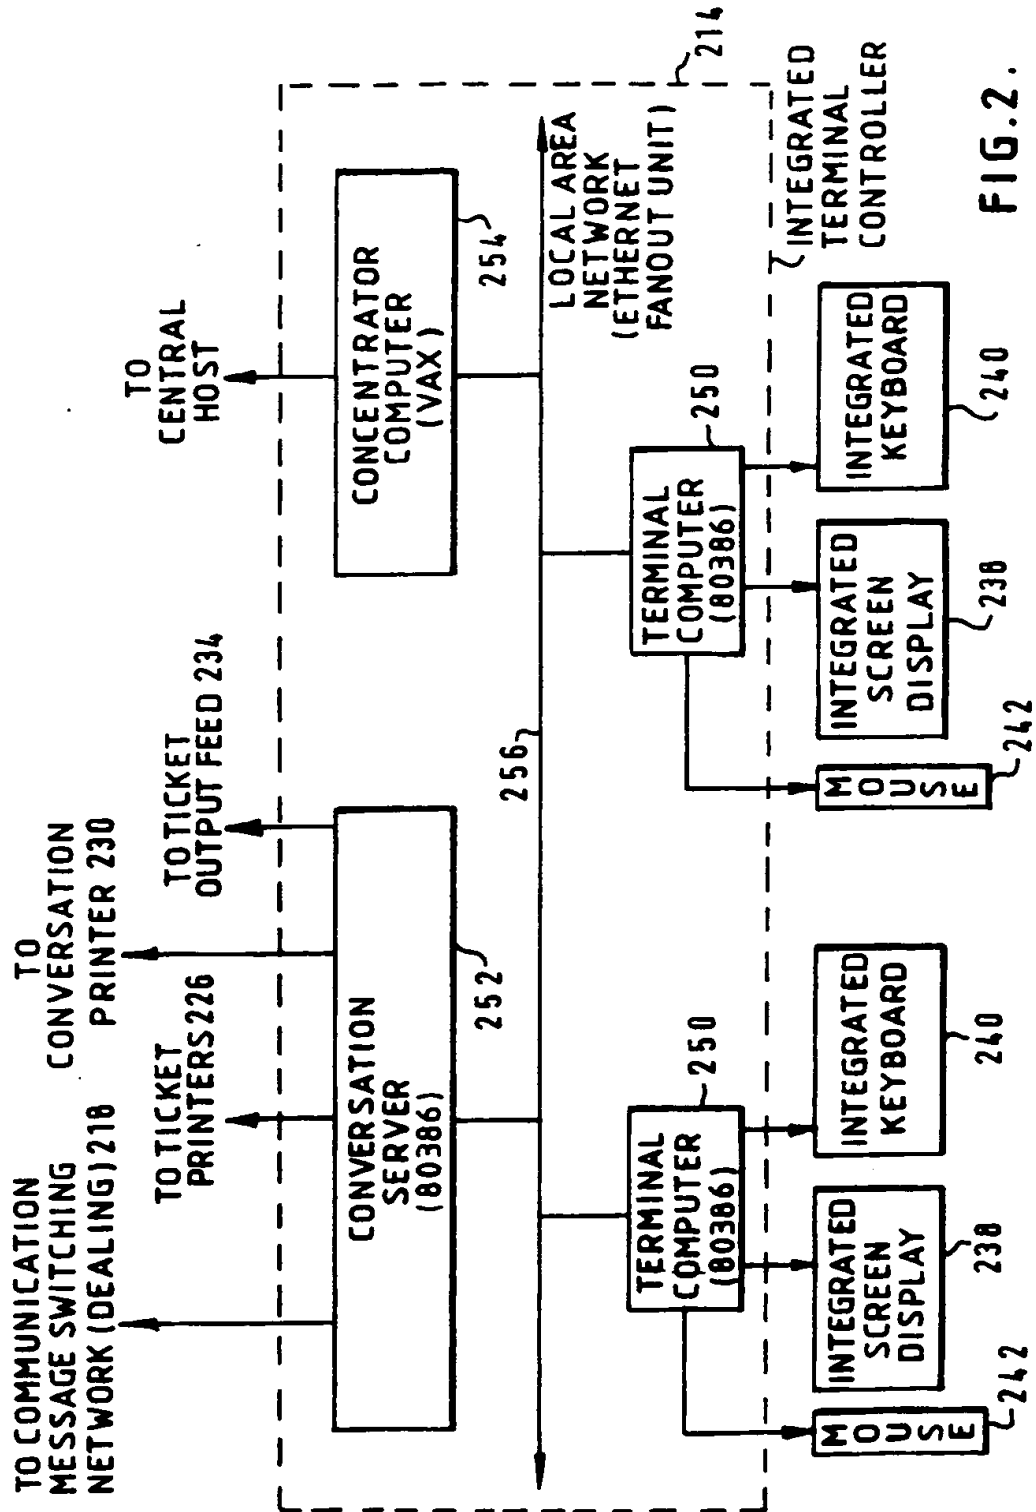 TO COMMUNICATION
MESSAGE SWITCHING
NETWORK (DEALING) 218
TO TICKET
PRINTERS 226
TO
CONVERSATION
PRINTER 230
TO TICKET
OUTPUT FEED 234
TO
CENTRAL
HOST
CONVERSATION
SERVER
(80386)
252
CONCENTRATOR
COMPUTER
(VAX)
254
256
LOCAL AREA
NETWORK
(ETHERNET
FANOUT UNIT)
214
TERMINAL
COMPUTER
(80386)
250
TERMINAL
COMPUTER
(80386)
250
INTEGRATED
TERMINAL
CONTROLLER
MOUSE
242
INTEGRATED
SCREEN
DISPLAY
238
INTEGRATED
KEYBOARD
240
MOUSE
242
INTEGRATED
SCREEN
DISPLAY
238
INTEGRATED
KEYBOARD
240
FIG.2.